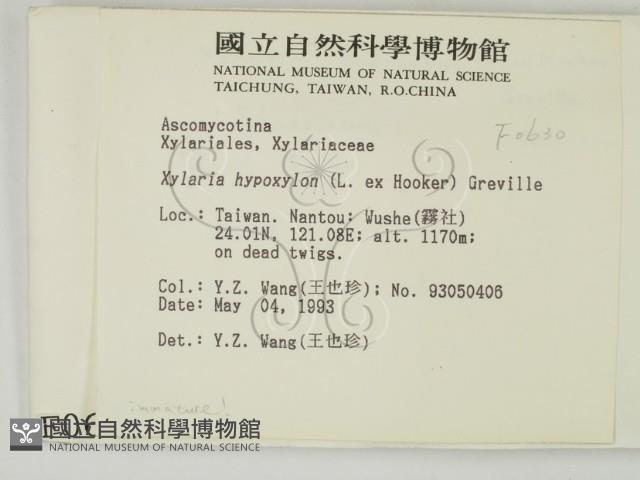 國立自然科學博物館
NATIONAL MUSEUM OF NATURAL SCIENCE
TAICHUNG, TAIWAN, R.O.CHINA
F0630
Ascomycotina
Xylariales, Xylariaceae
Xylaria hypoxylon (L. ex Hooker) Greville
Loc.: Taiwan. Nantou: Wushe(霧社)
24.01N, 121.08E; alt. 1170m;
on dead twigs.
Col.: Y.Z. Wang(王也珍); No. 93050406
Date: May 04, 1993
Det.: Y.Z. Wang(王也珍)
immature!
國立自然科學博物館
NATIONAL MUSEUM OF NATURAL SCIENCE